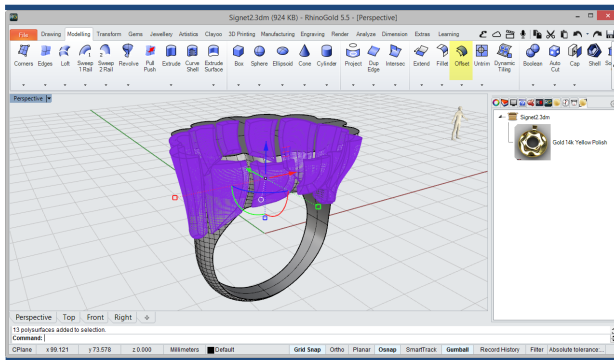 Signet2.3dm (924 KB) - RhinoGold 5.5 - [Perspective]
File Drawing Modelling Transform Gems Jewellery Artistics Clayoo 3D Printing Manufacturing Engraving Render Analyze Dimension Extras Learning
Corners Edges Loft Sweep 1 Rail Sweep 2 Rail Revolve Pull Push Extrude Curve Shell Extrude Surface Box Sphere Ellipsoid Cone Cylinder Project Dup Edge Intersec Extend Fillet Offset Untrim Dynamic Tiling Boolean Auto Cut Cap Shell
Perspective
Signet2.3dm
Gold 14k Yellow Polish
Perspective Top Front Right
13 polysurfaces added to selection.
Command:
CPlane x 99.121 y 73.578 z 0.000 Millimeters Default Grid Snap Ortho Planar Osnap SmartTrack Gumball Record History Filter Absolute tolerance:...